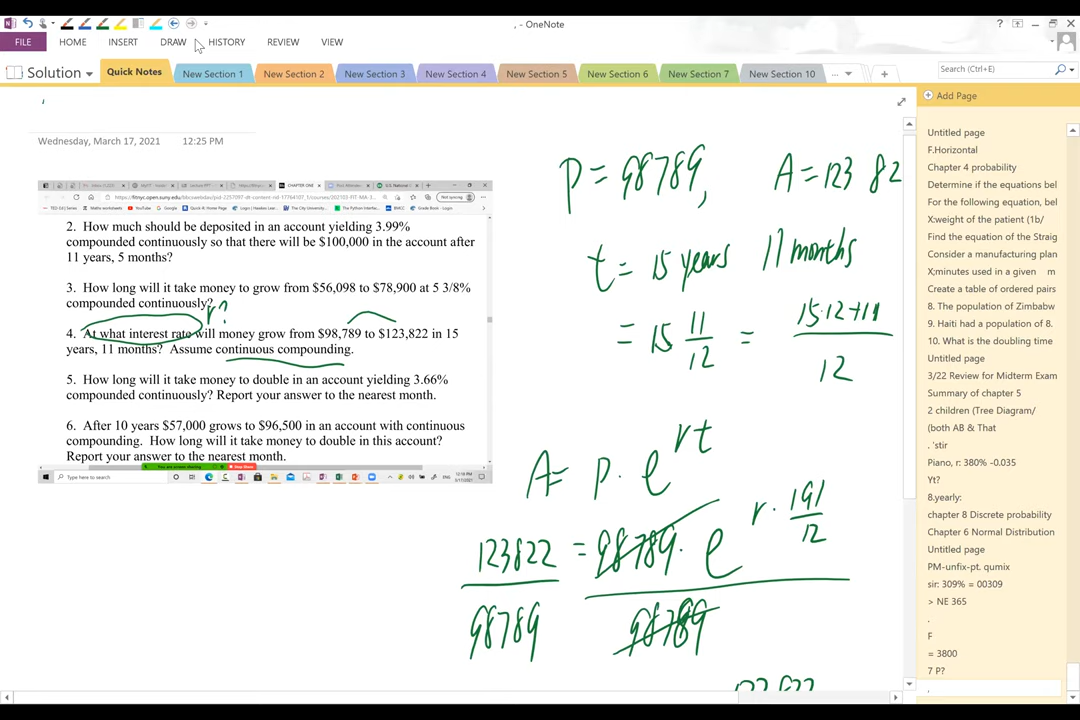 , - OneNote
FILE HOME INSERT DRAW HISTORY REVIEW VIEW
Solution Quick Notes New Section 1 New Section 2 New Section 3 New Section 4 New Section 5 New Section 6 New Section 7 New Section 10 ... + Search (Ctrl+E)
Wednesday, March 17, 2021 12:25 PM
2. How much should be deposited in an account yielding 3.99%
compounded continuously so that there will be $100,000 in the account after
11 years, 5 months?
3. How long will it take money to grow from $56,098 to $78,900 at 5 3/8%
compounded continuously?
r?
4. At what interest rate will money grow from $98,789 to $123,822 in 15
years, 11 months? Assume continuous compounding.
5. How long will it take money to double in an account yielding 3.66%
compounded continuously? Report your answer to the nearest month.
6. After 10 years $57,000 grows to $96,500 in an account with continuous
compounding. How long will it take money to double in this account?
Report your answer to the nearest month.
Type here to search
P = 98789, A = 123 82
t = 15 years 11 months
= 15 11/12 = 15·12+11 / 12
A = P · e^rt
123822 = 98789 · e^r · 191/12
98789 98789
Add Page
Untitled page
F.Horizontal
Chapter 4 probability
Determine if the equations bel
For the following equation, bel
X:weight of the patient (1b/
Find the equation of the Straig
Consider a manufacturing plan
X;minutes used in a given m
Create a table of ordered pairs
8. The population of Zimbabw
9. Haiti had a population of 8.
10. What is the doubling time
Untitled page
3/22 Review for Midterm Exam
Summary of chapter 5
2 children (Tree Diagram/
(both AB & That
. 'stir
Piano, r: 380% -0.035
Yt?
8.yearly:
chapter 8 Discrete probability
Chapter 6 Normal Distribution
Untitled page
PM-unfix-pt. qumix
sir: 309% = 00309
> NE 365
.
F
= 3800
7 P?
,